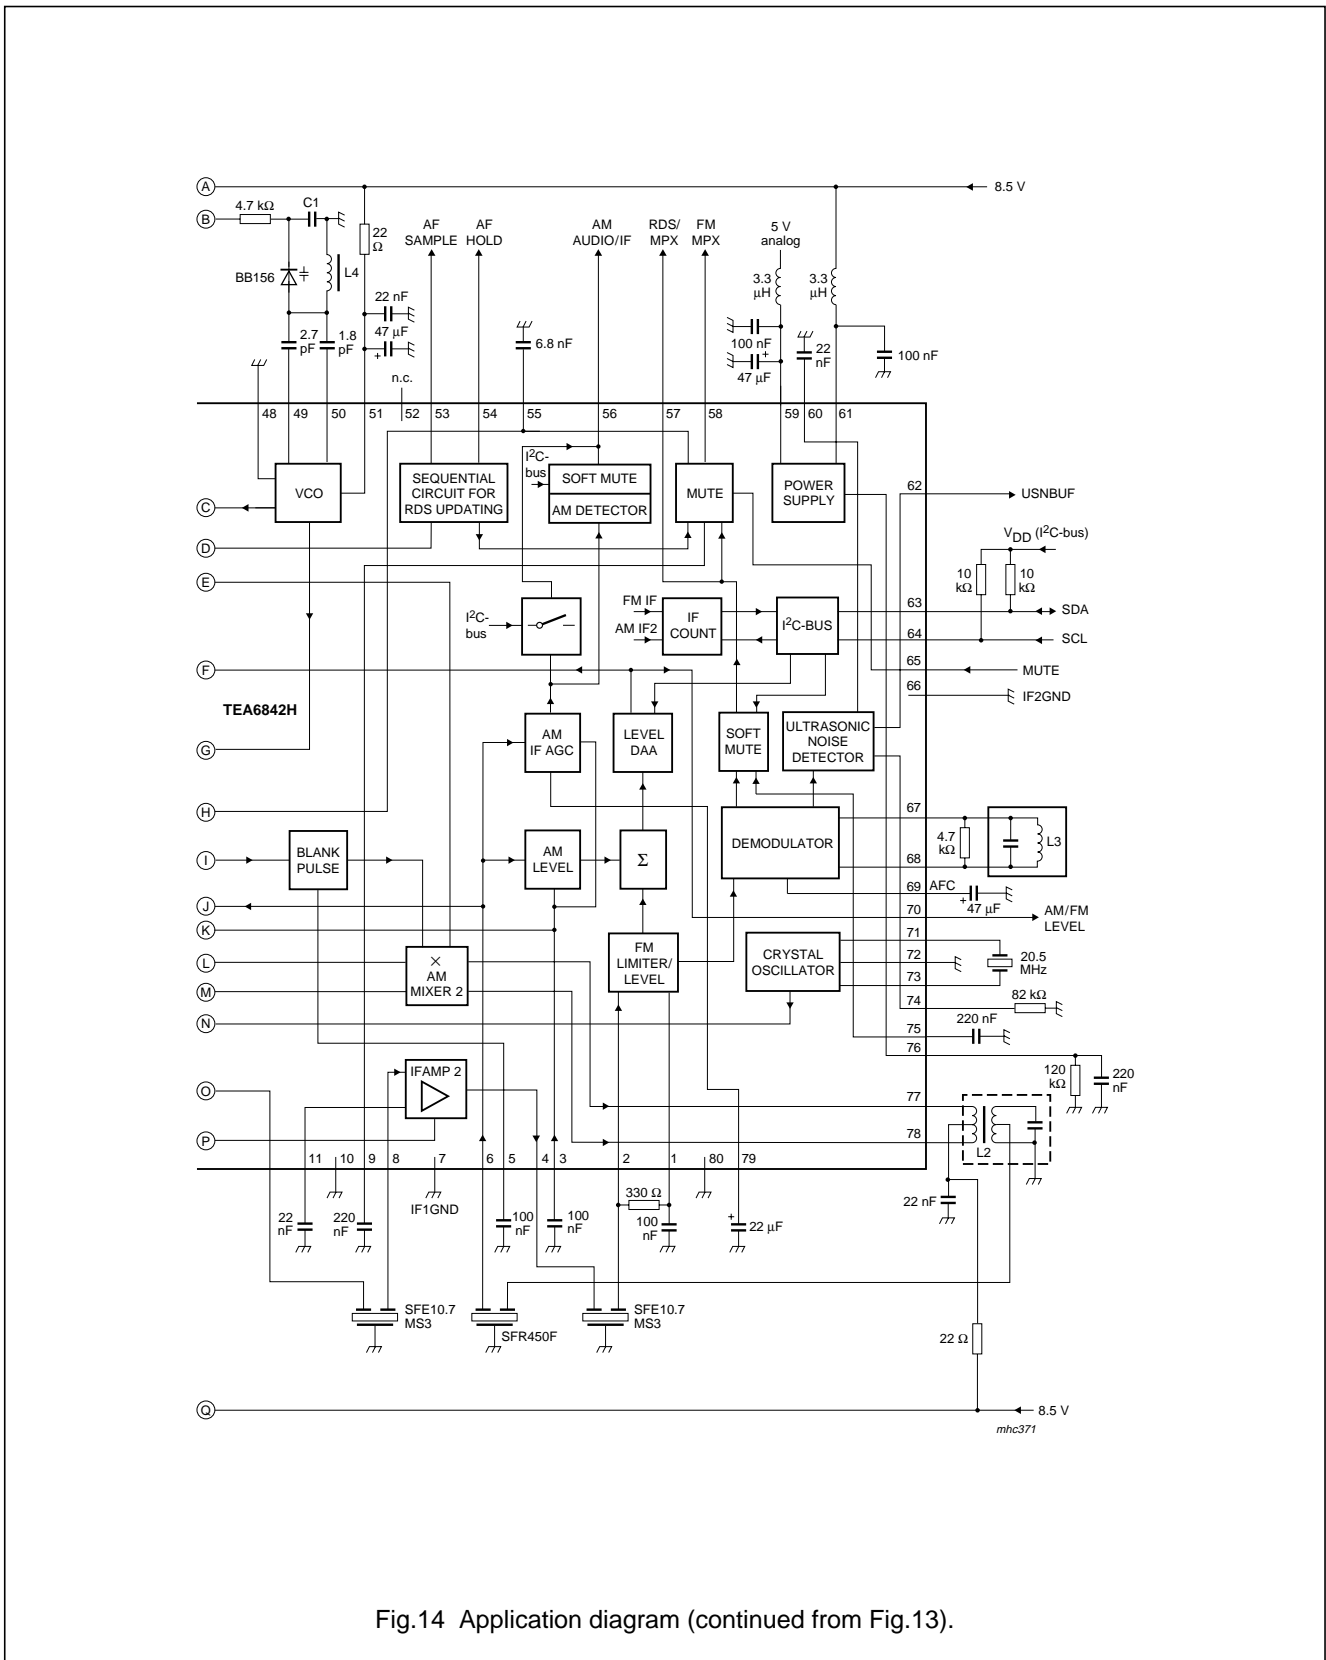 A
8.5 V
B
4.7 kΩ
C1
22
Ω
AF
SAMPLE
AF
HOLD
AM
AUDIO/IF
RDS/
MPX
FM
MPX
5 V
analog
BB156
L4
3.3
μH
3.3
μH
22 nF
47 μF
+
2.7
pF
1.8
pF
n.c.
6.8 nF
100 nF
+
47 μF
22
nF
100 nF
48
49
50
51
52
53
54
55
56
57
58
59
60
61
VCO
SEQUENTIAL
CIRCUIT FOR
RDS UPDATING
I2C-
bus
SOFT MUTE
AM DETECTOR
MUTE
POWER
SUPPLY
62
USNBUF
C
D
E
VDD (I2C-bus)
10
kΩ
10
kΩ
I2C-
bus
FM IF
AM IF2
IF
COUNT
I2C-BUS
63
SDA
64
SCL
65
MUTE
66
IF2GND
F
TEA6842H
G
AM
IF AGC
LEVEL
DAA
SOFT
MUTE
ULTRASONIC
NOISE
DETECTOR
H
67
DEMODULATOR
4.7
kΩ
L3
68
I
BLANK
PULSE
AM
LEVEL
Σ
69
AFC
+
47 μF
J
70
AM/FM
LEVEL
K
71
L
×
AM
MIXER 2
FM
LIMITER/
LEVEL
CRYSTAL
OSCILLATOR
72
20.5
MHz
73
M
74
82 kΩ
N
75
220 nF
76
O
IFAMP 2
120
kΩ
220
nF
77
P
78
L2
11
10
9
8
7
6
5
4
3
2
1
80
79
IF1GND
22
nF
220
nF
100
nF
100
nF
330 Ω
100
nF
+
22 μF
22 nF
SFE10.7
MS3
SFR450F
SFE10.7
MS3
22 Ω
Q
8.5 V
mhc371
Fig.14 Application diagram (continued from Fig.13).